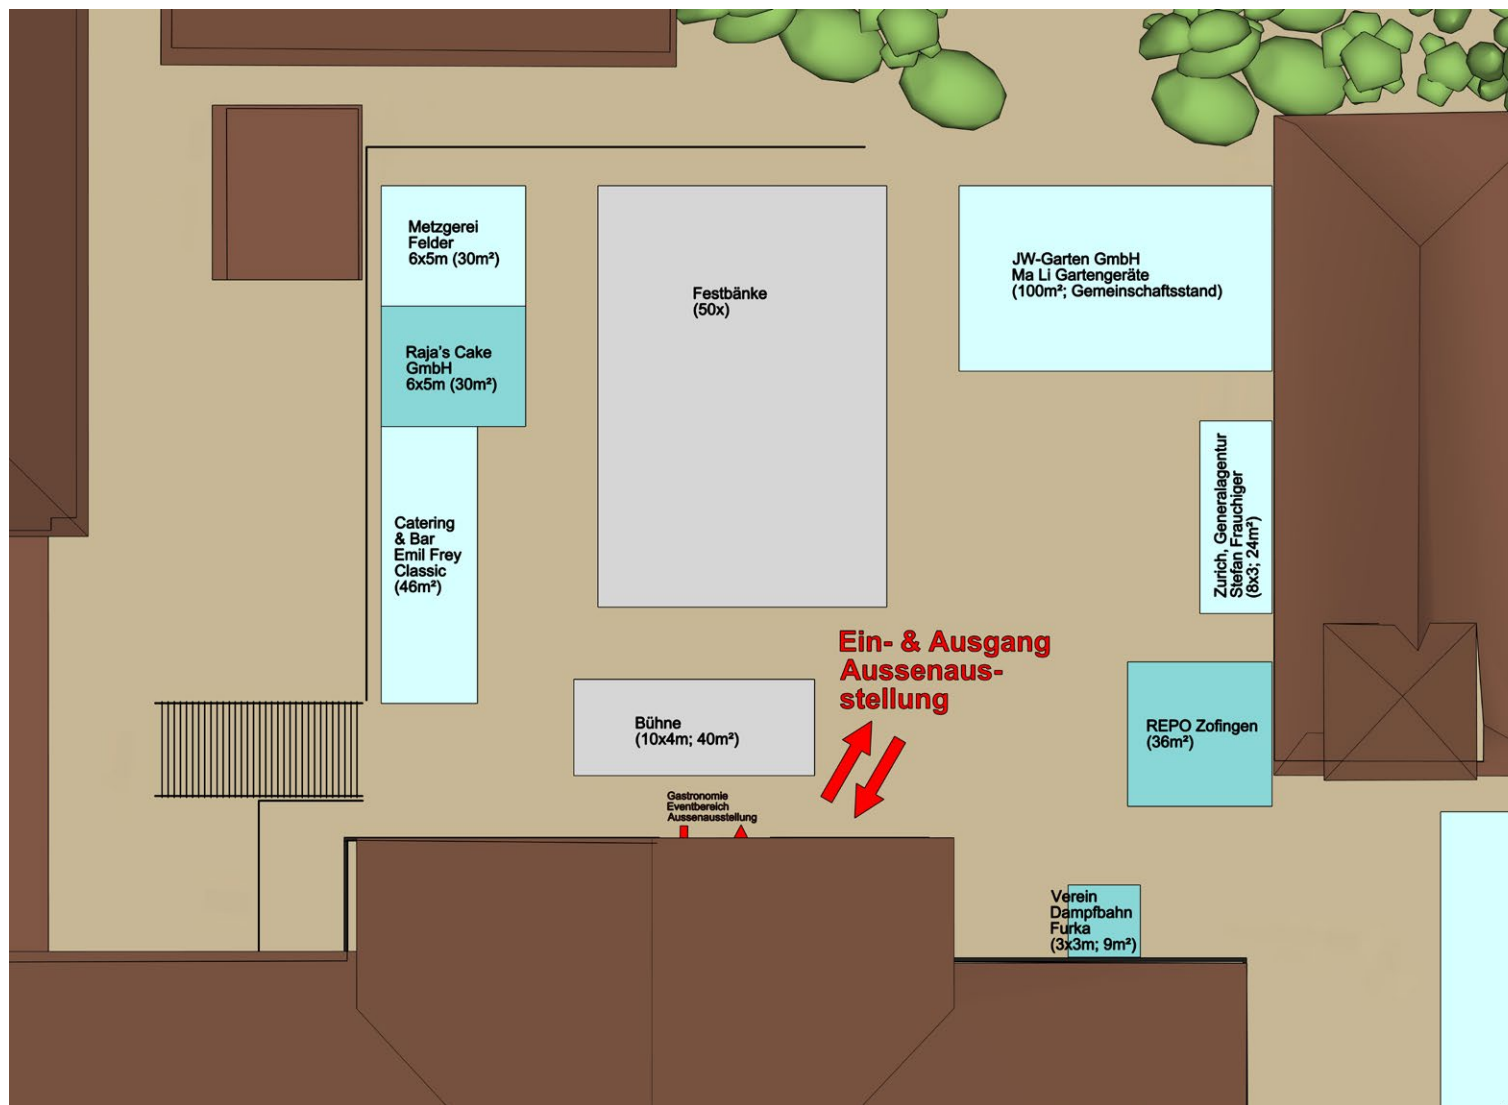 Metzgerei
Felder
6x5m (30m²)
Raja's Cake
GmbH
6x5m (30m²)
Catering
& Bar
Emil Frey
Classic
(46m²)
Festbänke
(50x)
JW-Garten GmbH
Ma Li Gartengeräte
(100m²; Gemeinschaftsstand)
Zurich, Generalagentur
Stefan Frauchiger
(8x3; 24m²)
Ein- & Ausgang
Aussenaus-
stellung
Bühne
(10x4m; 40m²)
REPO Zofingen
(36m²)
Gastronomie
Eventbereich
Aussenausstellung
Verein
Dampfbahn
Furka
(3x3m; 9m²)